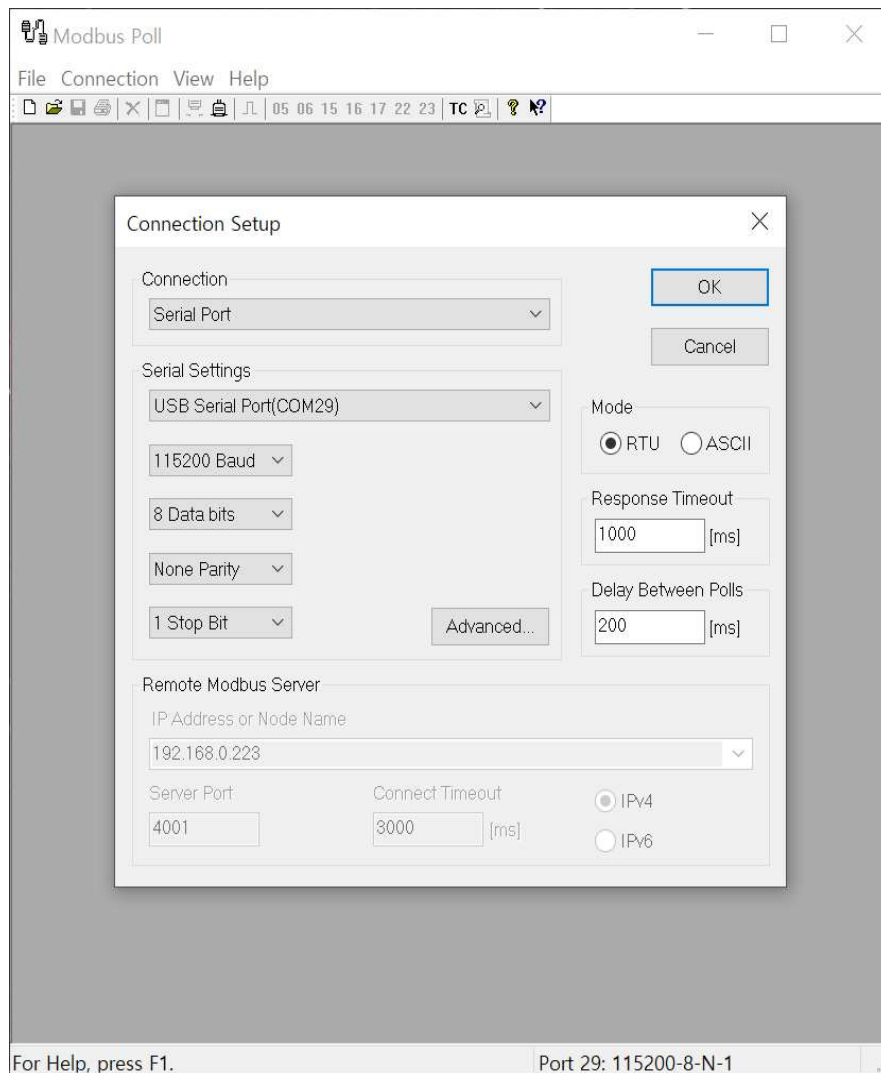 Modbus Poll
File Connection View Help
05 06 15 16 17 22 23 TC
Connection Setup
Connection
Serial Port
OK
Cancel
Serial Settings
USB Serial Port(COM29)
Mode
RTU ASCII
115200 Baud
Response Timeout
8 Data bits
1000 [ms]
None Parity
Delay Between Polls
1 Stop Bit
Advanced...
200 [ms]
Remote Modbus Server
IP Address or Node Name
192.168.0.223
Server Port Connect Timeout
IPv4
4001 3000 [ms]
IPv6
For Help, press F1. Port 29: 115200-8-N-1